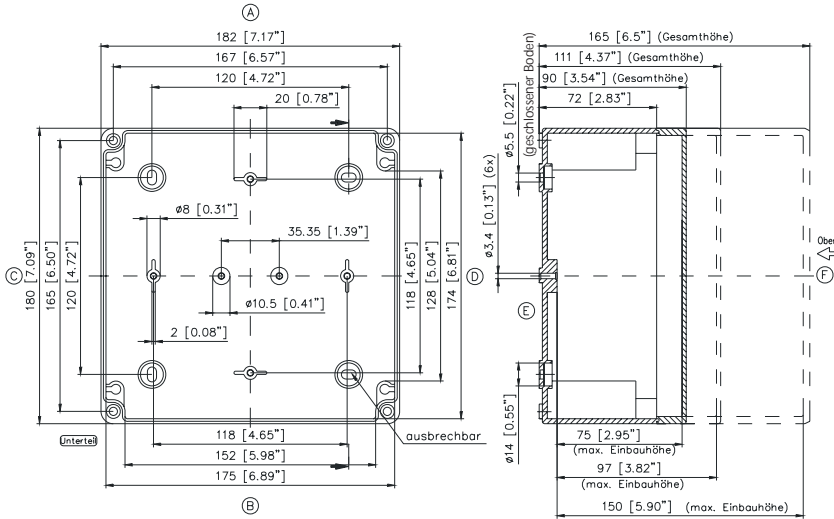 A
182 [7.17"]
167 [6.57"]
120 [4.72"]
20 [0.78"]
ø8 [0.31"]
35.35 [1.39"]
ø10.5 [0.41"]
2 [0.08"]
C
180 [7.09"]
165 [6.50"]
120 [4.72"]
118 [4.65"]
128 [5.04"]
174 [6.81"]
D
Unterteil
118 [4.65"]
152 [5.98"]
175 [6.89"]
ausbrechbar
B
165 [6.5"] (Gesamthöhe)
111 [4.37"] (Gesamthöhe)
90 [3.54"] (Gesamthöhe)
72 [2.83"]
(geschlossener Boden)
ø5.5 [0.22"]
ø3.4 [0.13"] (6x)
E
ø14 [0.55"]
Ober
F
75 [2.95"]
(max. Einbauhöhe)
97 [3.82"]
(max. Einbauhöhe)
150 [5.90"] (max. Einbauhöhe)